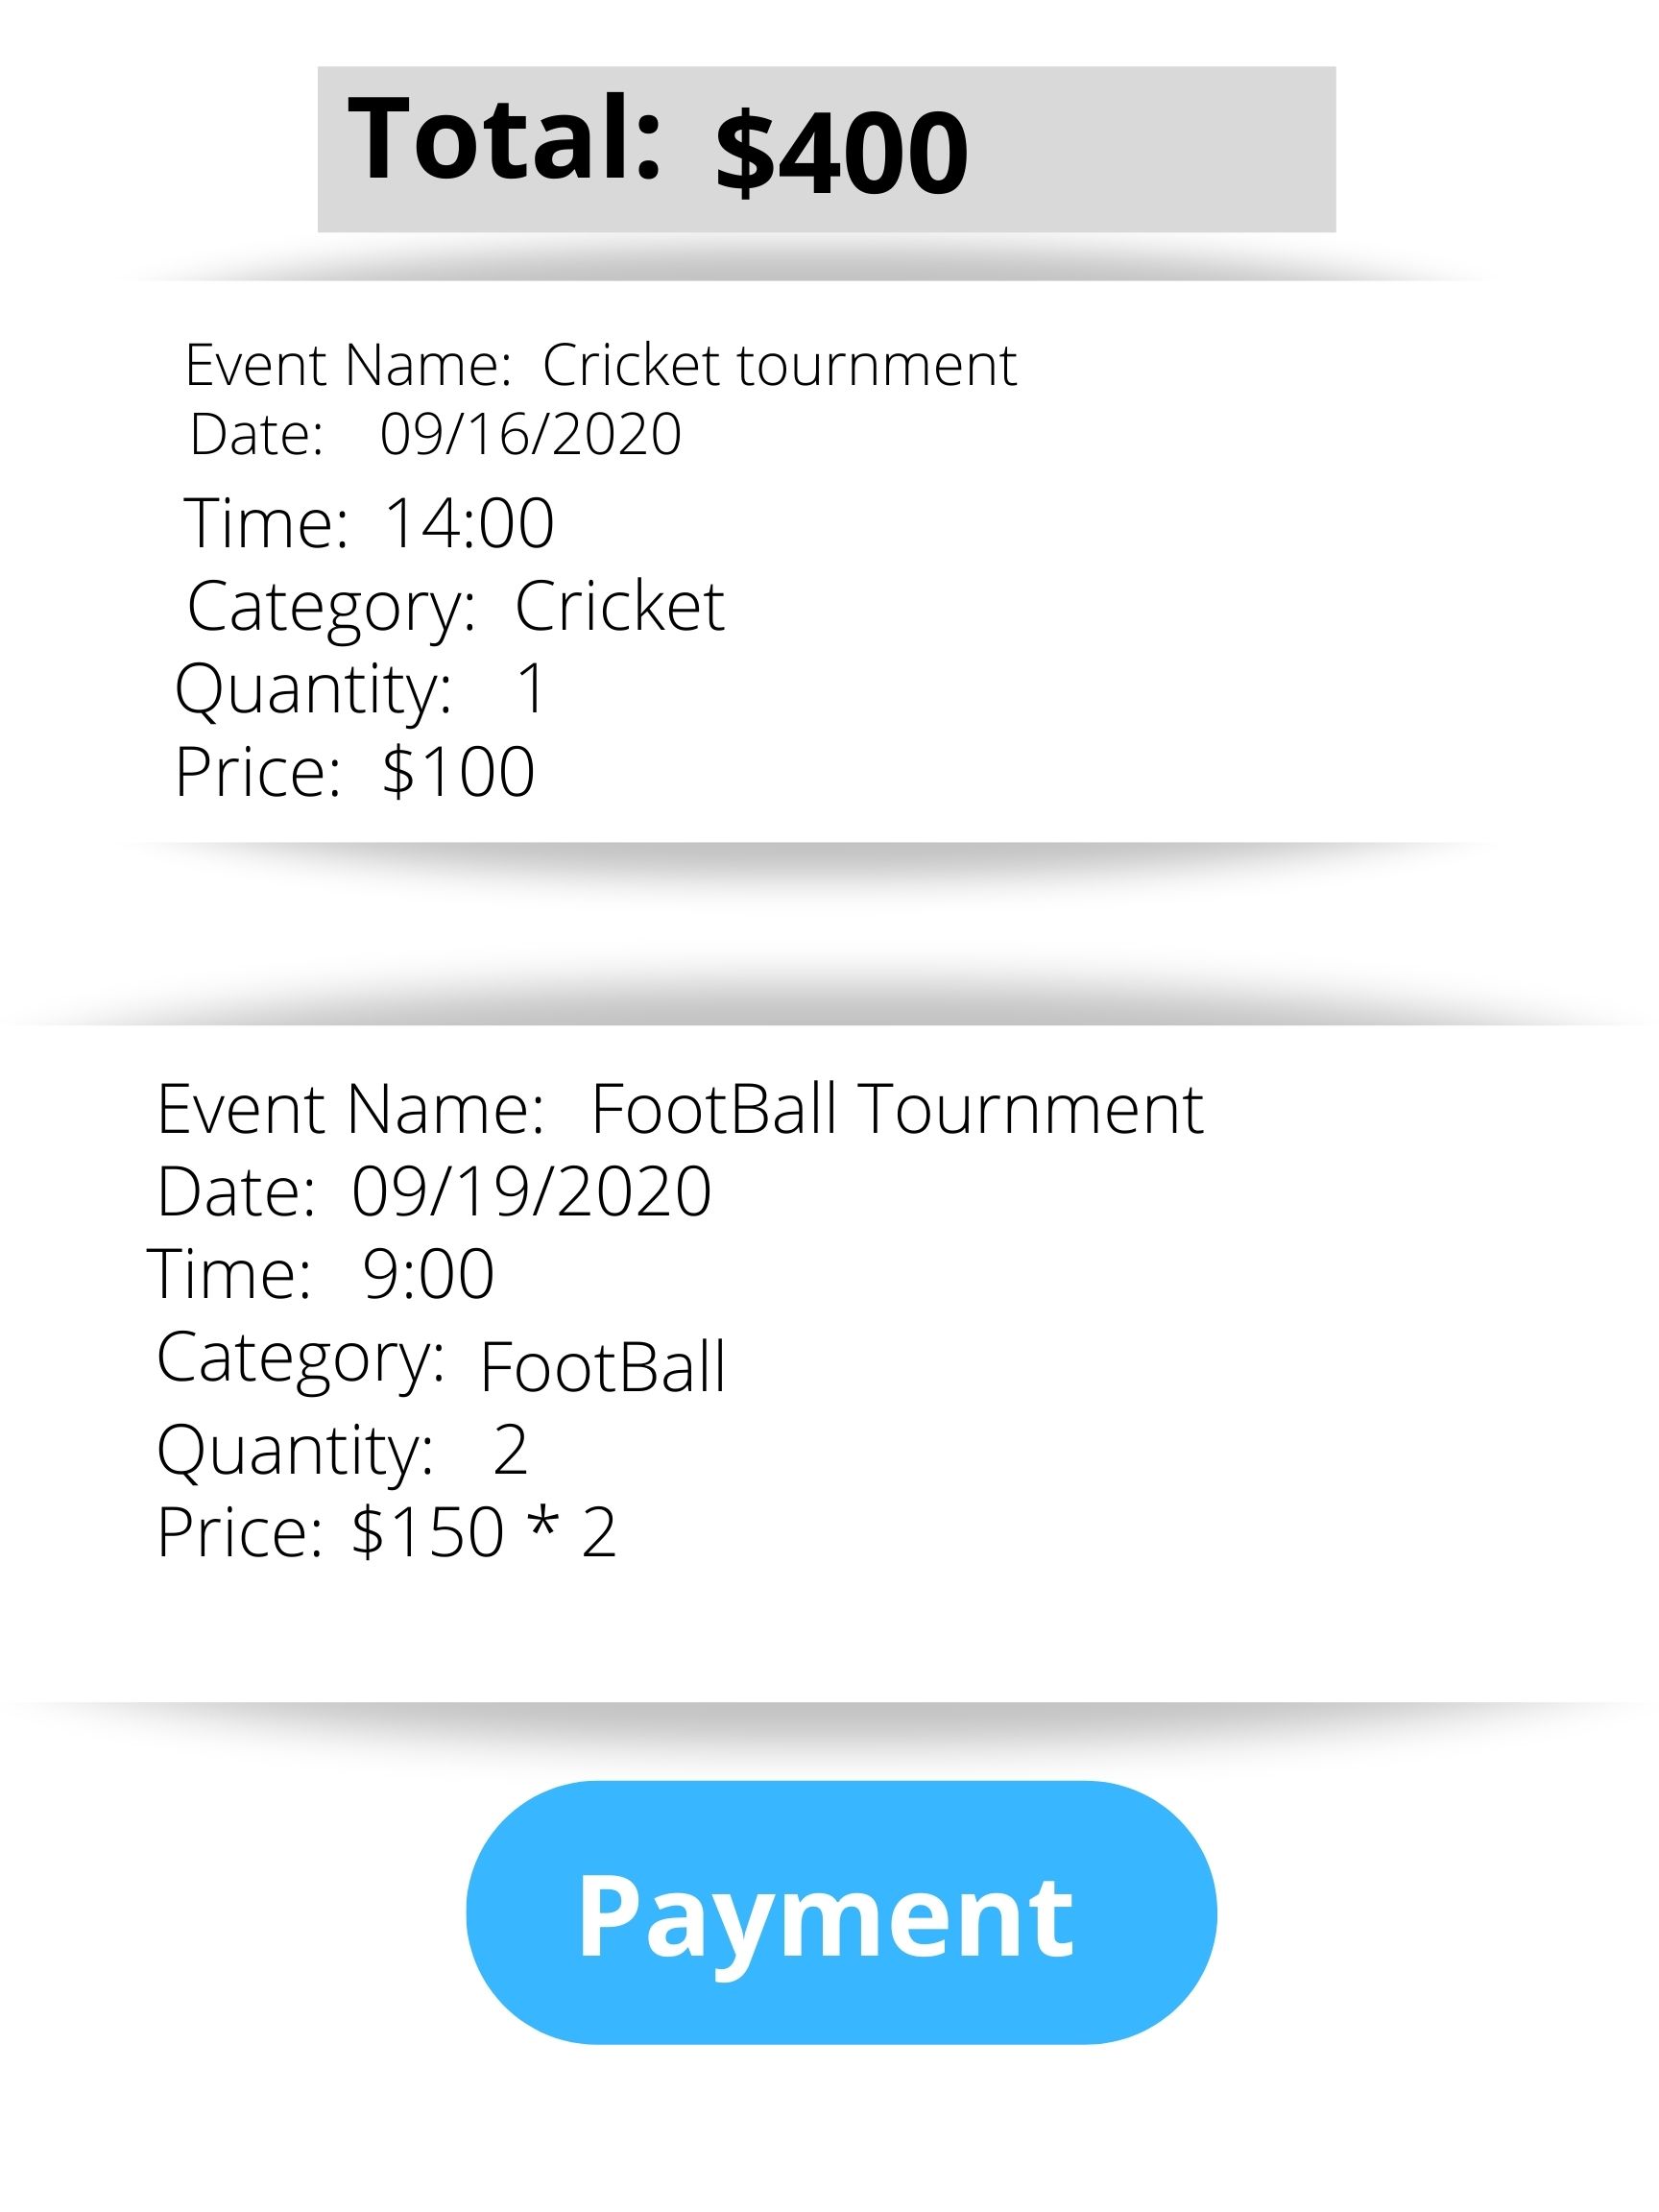 Total: $400
Event Name: Cricket tournment
Date: 09/16/2020
Time: 14:00
Category: Cricket
Quantity: 1
Price: $100
Event Name: FootBall Tournment
Date: 09/19/2020
Time: 9:00
Category: FootBall
Quantity: 2
Price: $150 * 2
Payment